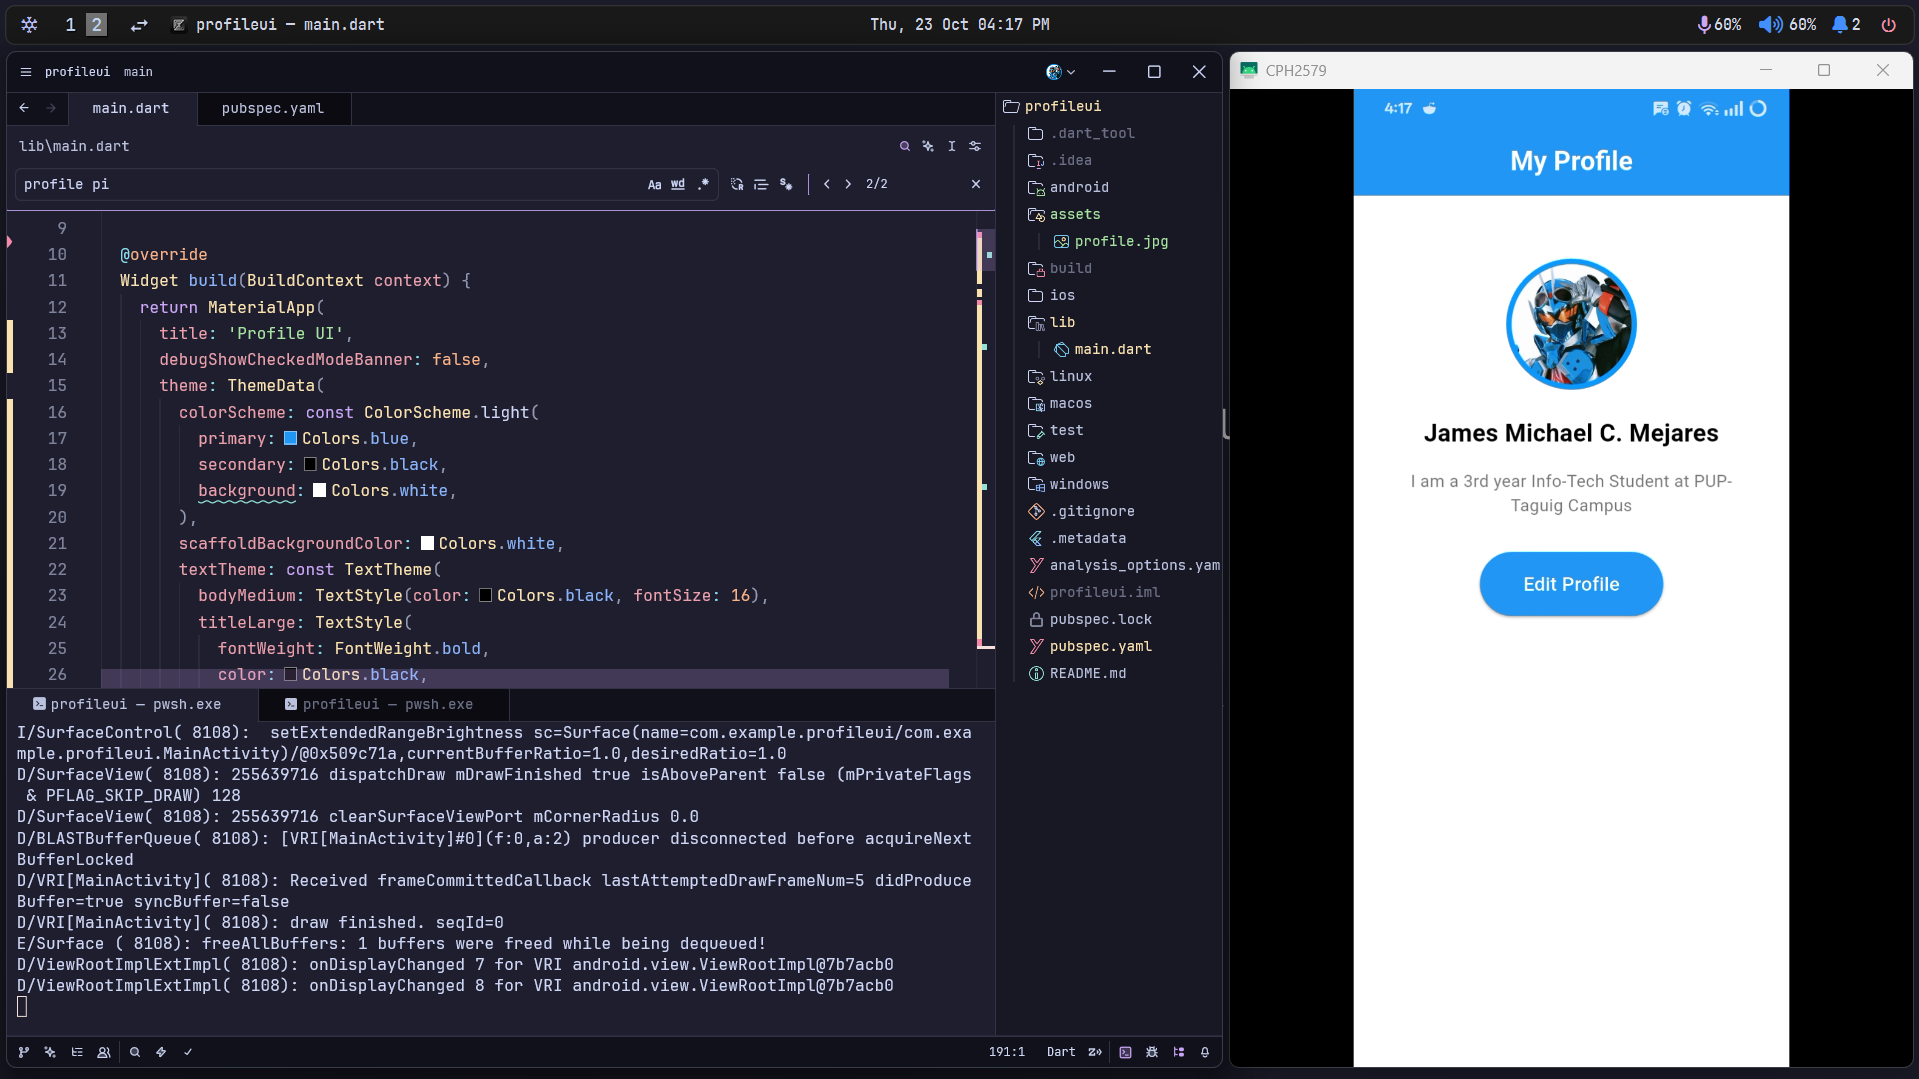 1 2 profileui — main.dart
Thu, 23 Oct 04:17 PM
60% 60% 2
profileui main
main.dart pubspec.yaml
lib\main.dart
profile pi
Aa wd .* 2/2
9
10 @override
11 Widget build(BuildContext context) {
12 return MaterialApp(
13 title: 'Profile UI',
14 debugShowCheckedModeBanner: false,
15 theme: ThemeData(
16 colorScheme: const ColorScheme.light(
17 primary: Colors.blue,
18 secondary: Colors.black,
19 background: Colors.white,
20 ),
21 scaffoldBackgroundColor: Colors.white,
22 textTheme: const TextTheme(
23 bodyMedium: TextStyle(color: Colors.black, fontSize: 16),
24 titleLarge: TextStyle(
25 fontWeight: FontWeight.bold,
26 color: Colors.black,
profileui — pwsh.exe profileui — pwsh.exe
I/SurfaceControl( 8108):  setExtendedRangeBrightness sc=Surface(name=com.example.profileui/com.exa
mple.profileui.MainActivity)/@0x509c71a,currentBufferRatio=1.0,desiredRatio=1.0
D/SurfaceView( 8108): 255639716 dispatchDraw mDrawFinished true isAboveParent false (mPrivateFlags
& PFLAG_SKIP_DRAW) 128
D/SurfaceView( 8108): 255639716 clearSurfaceViewPort mCornerRadius 0.0
D/BLASTBufferQueue( 8108): [VRI[MainActivity]#0](f:0,a:2) producer disconnected before acquireNext
BufferLocked
D/VRI[MainActivity]( 8108): Received frameCommittedCallback lastAttemptedDrawFrameNum=5 didProduce
Buffer=true syncBuffer=false
D/VRI[MainActivity]( 8108): draw finished. seqId=0
E/Surface ( 8108): freeAllBuffers: 1 buffers were freed while being dequeued!
D/ViewRootImplExtImpl( 8108): onDisplayChanged 7 for VRI android.view.ViewRootImpl@7b7acb0
D/ViewRootImplExtImpl( 8108): onDisplayChanged 8 for VRI android.view.ViewRootImpl@7b7acb0
191:1 Dart
profileui
.dart_tool
.idea
android
assets
profile.jpg
build
ios
lib
main.dart
linux
macos
test
web
windows
.gitignore
.metadata
analysis_options.yam
profileui.iml
pubspec.lock
pubspec.yaml
README.md
CPH2579
4:17
My Profile
James Michael C. Mejares
I am a 3rd year Info-Tech Student at PUP-
Taguig Campus
Edit Profile